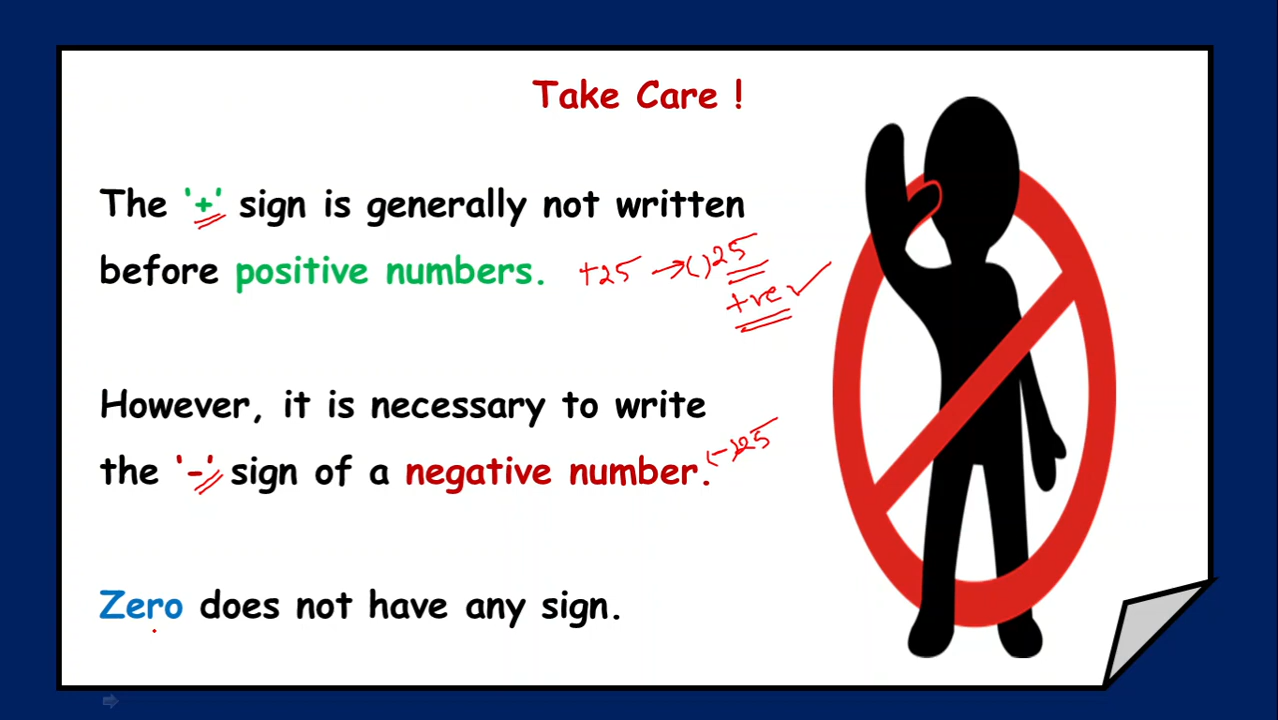 Take Care !
The '+' sign is generally not written
before positive numbers. +25 → ( ) 25
+ve ✓
However, it is necessary to write
the '-' sign of a negative number. (-)25
Zero does not have any sign.